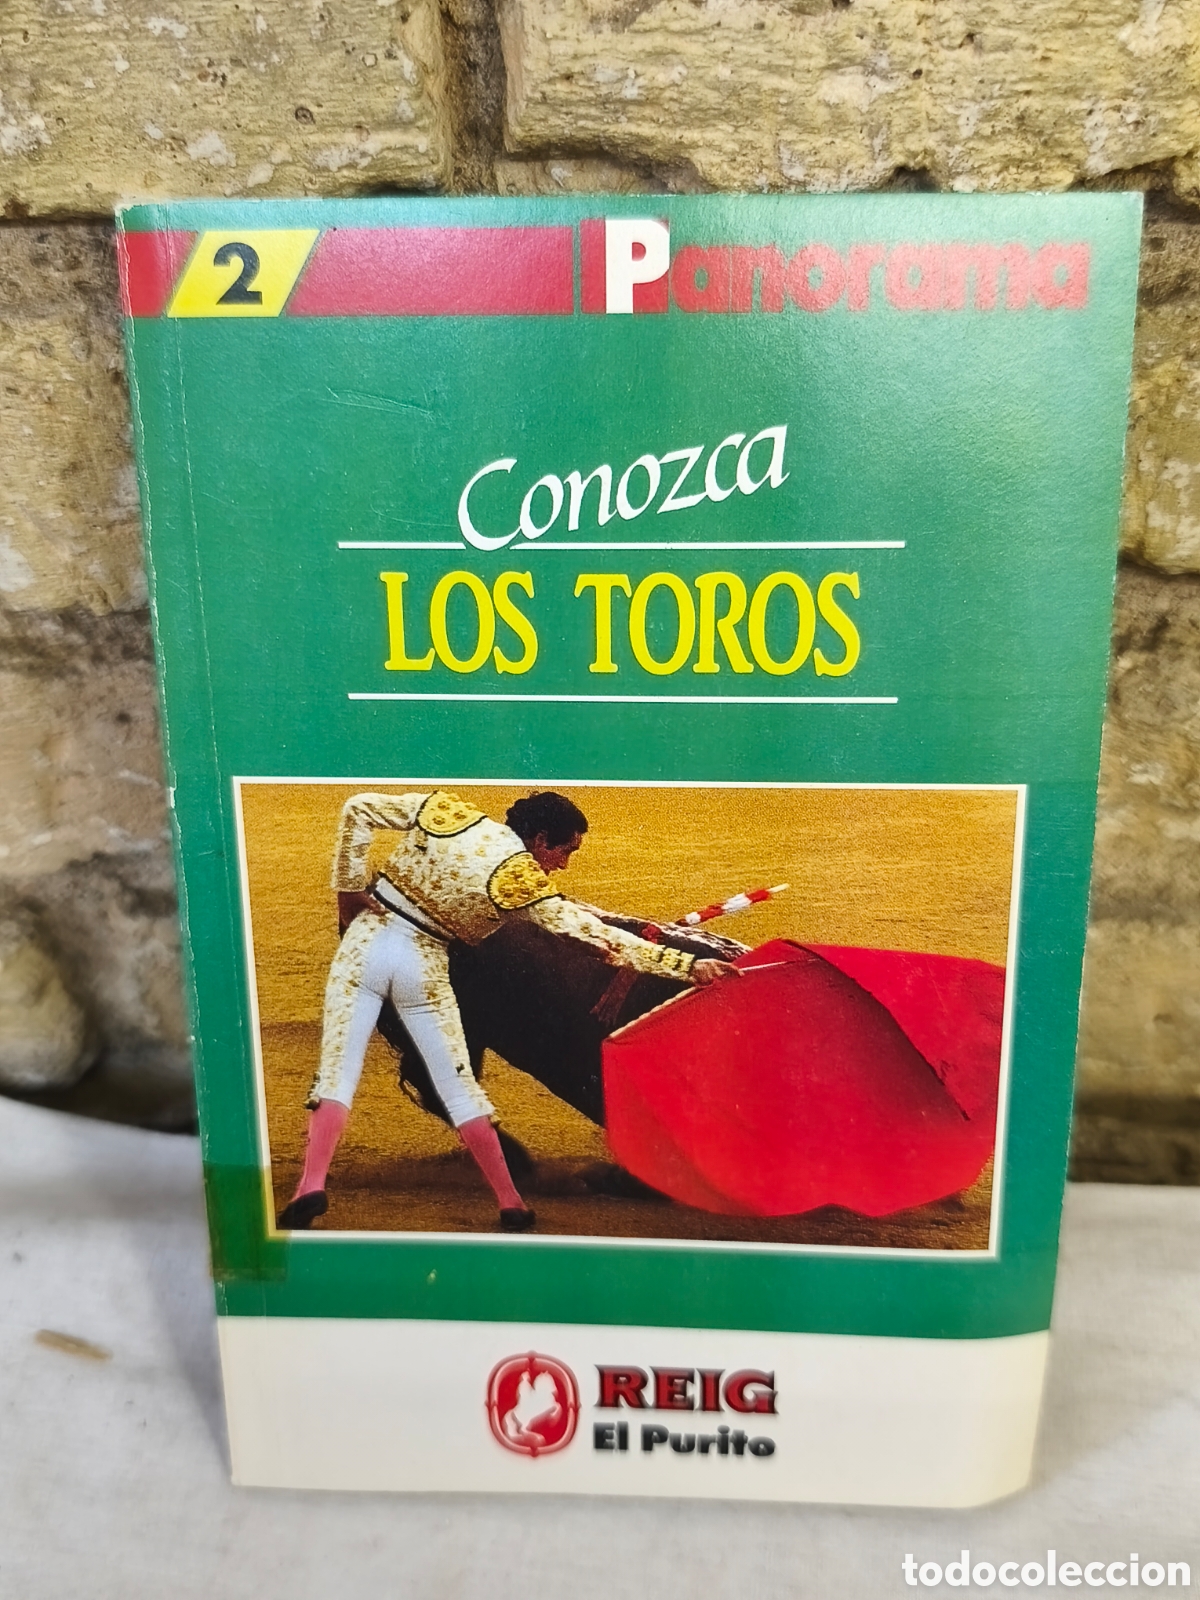 2 Panorama
Conozca
LOS TOROS
REIG
El Purito
todocoleccion